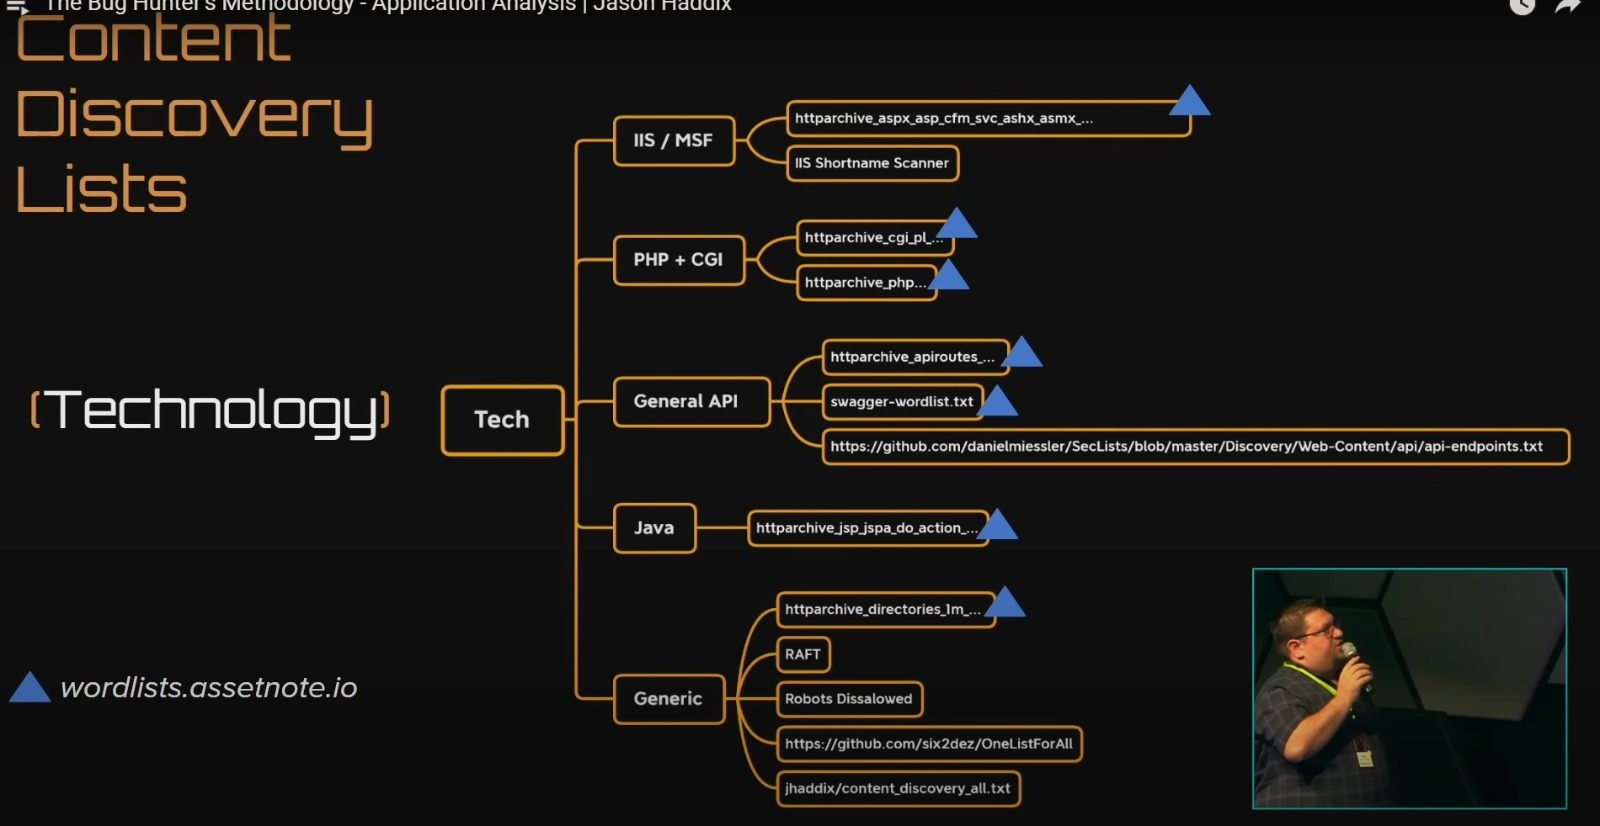 The Bug Hunter's Methodology - Application Analysis | Jason Haddix
Content
Discovery
Lists
(Technology)
Tech
IIS / MSF
httparchive_aspx_asp_cfm_svc_ashx_asmx_...
IIS Shortname Scanner
PHP + CGI
httparchive_cgi_pl_...
httparchive_php...
General API
httparchive_apiroutes_...
swagger-wordlist.txt
https://github.com/danielmiessler/SecLists/blob/master/Discovery/Web-Content/api/api-endpoints.txt
Java
httparchive_jsp_jspa_do_action_...
Generic
httparchive_directories_1m_...
RAFT
Robots Dissalowed
https://github.com/six2dez/OneListForAll
jhaddix/content_discovery_all.txt
wordlists.assetnote.io